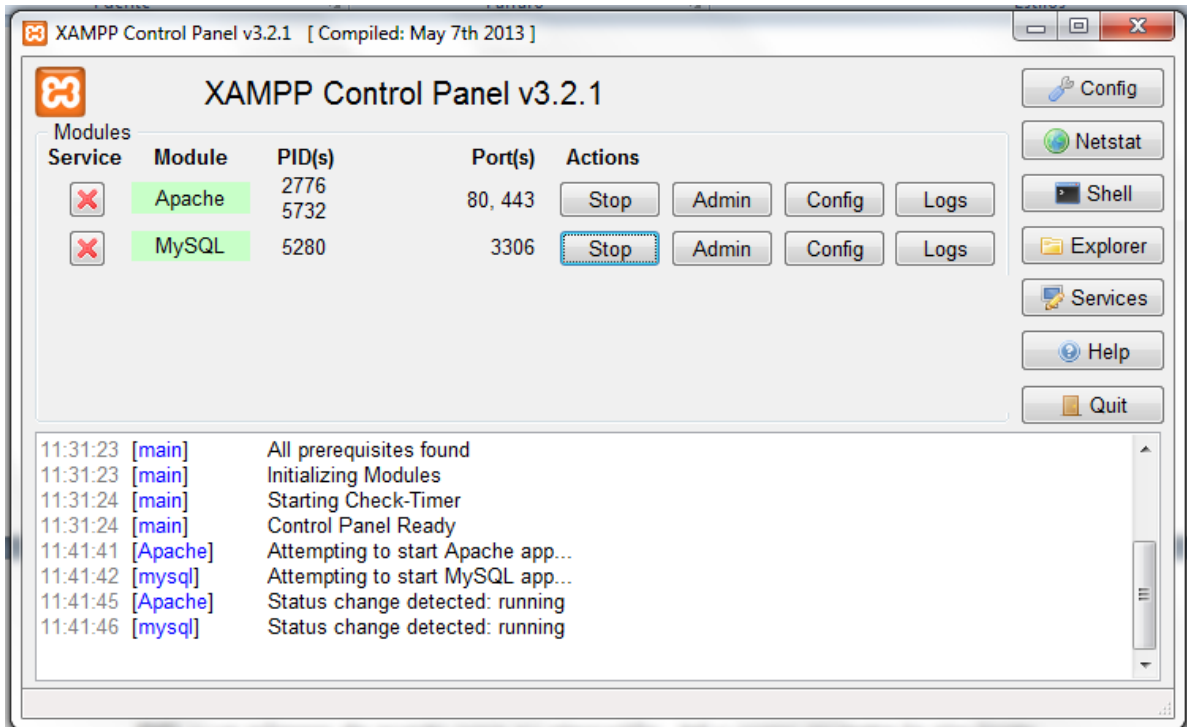 XAMPP Control Panel v3.2.1 [ Compiled: May 7th 2013 ]
XAMPP Control Panel v3.2.1
Config
Modules
Service Module PID(s) Port(s) Actions
Netstat
Apache 2776 5732 80, 443 Stop Admin Config Logs
Shell
MySQL 5280 3306 Stop Admin Config Logs
Explorer
Services
Help
Quit
11:31:23 [main] All prerequisites found
11:31:23 [main] Initializing Modules
11:31:24 [main] Starting Check-Timer
11:31:24 [main] Control Panel Ready
11:41:41 [Apache] Attempting to start Apache app...
11:41:42 [mysql] Attempting to start MySQL app...
11:41:45 [Apache] Status change detected: running
11:41:46 [mysql] Status change detected: running